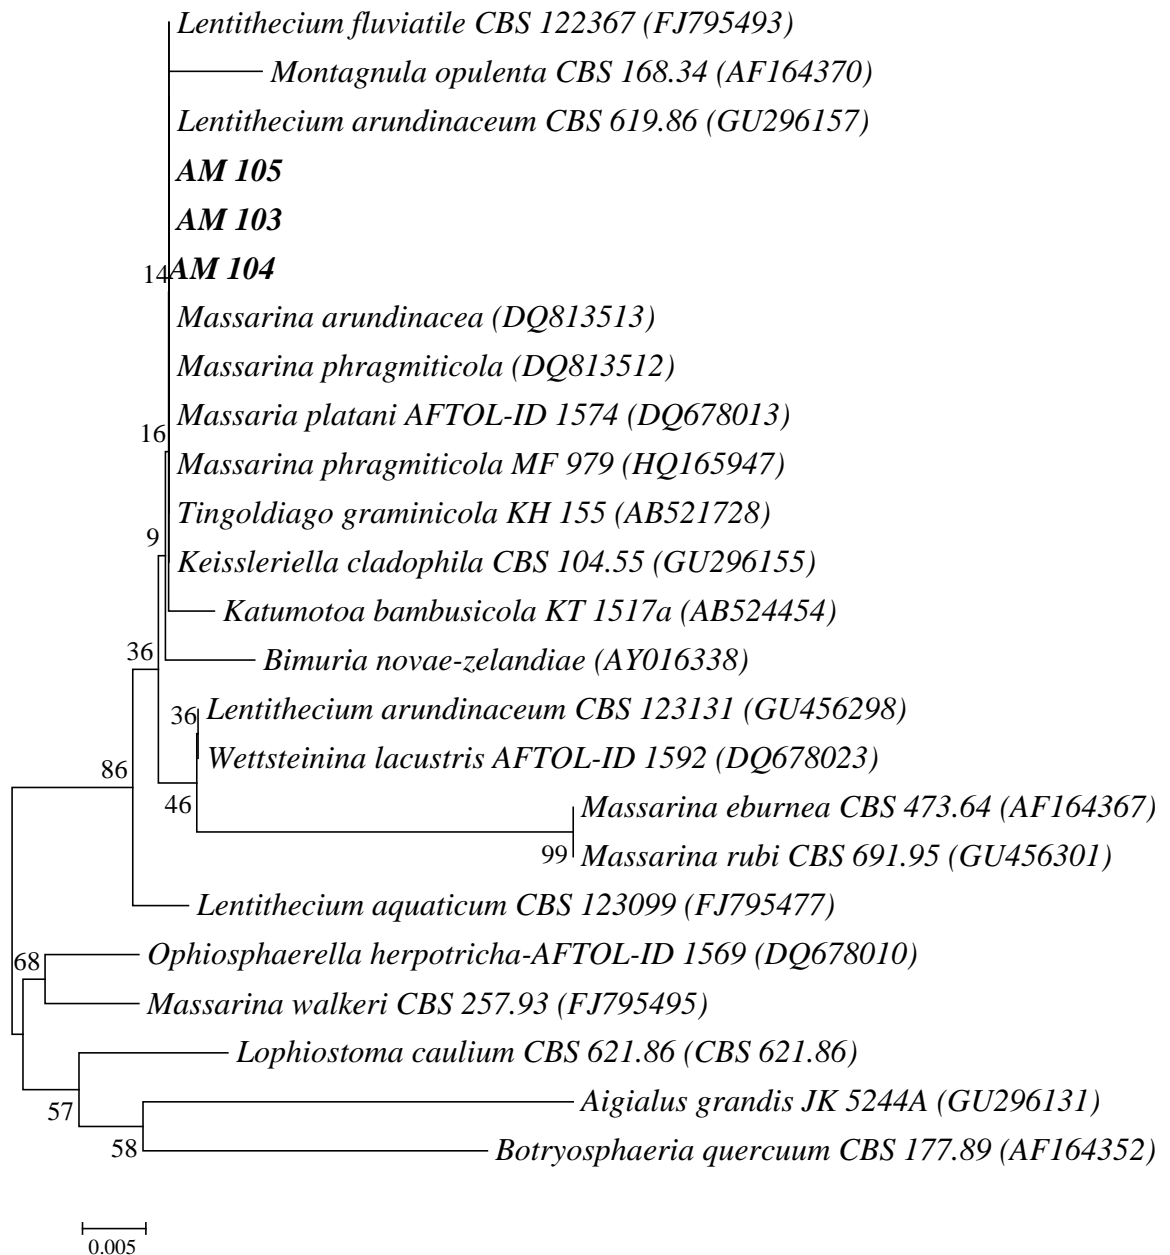 Lentithecium fluviatile CBS 122367 (FJ795493)
Montagnula opulenta CBS 168.34 (AF164370)
Lentithecium arundinaceum CBS 619.86 (GU296157)
AM 105
AM 103
14 AM 104
Massarina arundinacea (DQ813513)
Massarina phragmiticola (DQ813512)
Massaria platani AFTOL-ID 1574 (DQ678013)
16
Massarina phragmiticola MF 979 (HQ165947)
Tingoldiago graminicola KH 155 (AB521728)
9
Keissleriella cladophila CBS 104.55 (GU296155)
Katumotoa bambusicola KT 1517a (AB524454)
36
Bimuria novae-zelandiae (AY016338)
36 Lentithecium arundinaceum CBS 123131 (GU456298)
Wettsteinina lacustris AFTOL-ID 1592 (DQ678023)
86
46
Massarina eburnea CBS 473.64 (AF164367)
99 Massarina rubi CBS 691.95 (GU456301)
Lentithecium aquaticum CBS 123099 (FJ795477)
68
Ophiosphaerella herpotricha-AFTOL-ID 1569 (DQ678010)
Massarina walkeri CBS 257.93 (FJ795495)
Lophiostoma caulium CBS 621.86 (CBS 621.86)
57
Aigialus grandis JK 5244A (GU296131)
58
Botryosphaeria quercuum CBS 177.89 (AF164352)
0.005